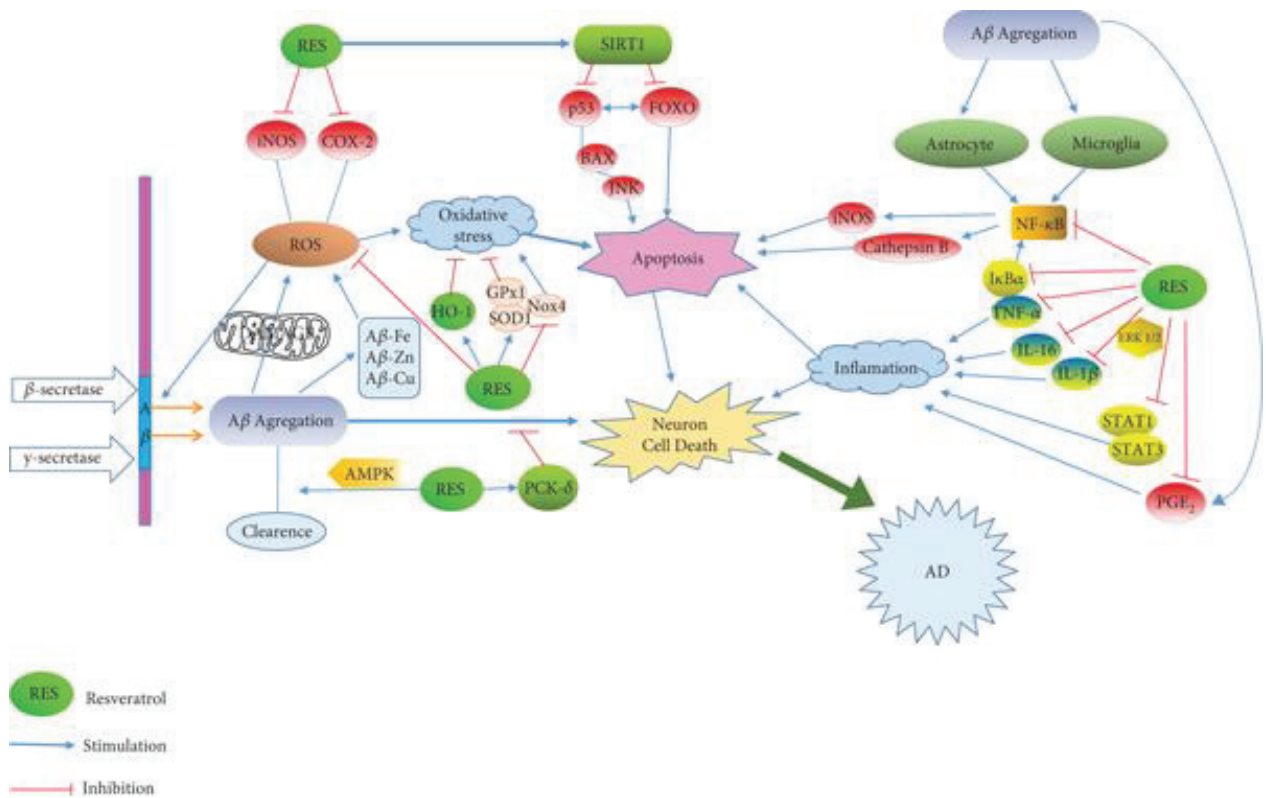 RES
SIRT1
Aβ Agregation
p53
FOXO
iNOS
COX-2
BAX
JNK
Astrocyte
Microglia
Oxidative
stress
ROS
Apoptosis
iNOS
Cathepsin B
NF-κB
IκBα
TNF-α
RES
HO-1
GPx1
SOD1
Nox4
Aβ-Fe
Aβ-Zn
Aβ-Cu
RES
IL-16
IL-1β
ERK 1/2
Inflamation
β-secretase
A
β
γ-secretase
Aβ Agregation
Neuron
Cell Death
STAT1
STAT3
AMPK
RES
PCK-δ
PGE2
Clearence
AD
RES
Resveratrol
Stimulation
Inhibition